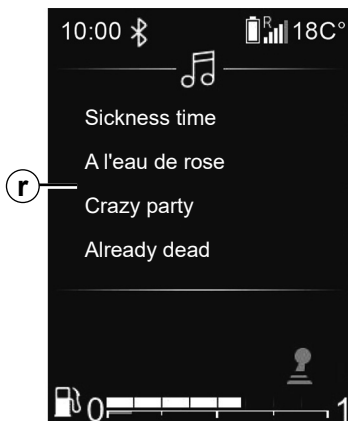 10:00 R 18C°
Sickness time
A l'eau de rose
r
Crazy party
Already dead
0 1